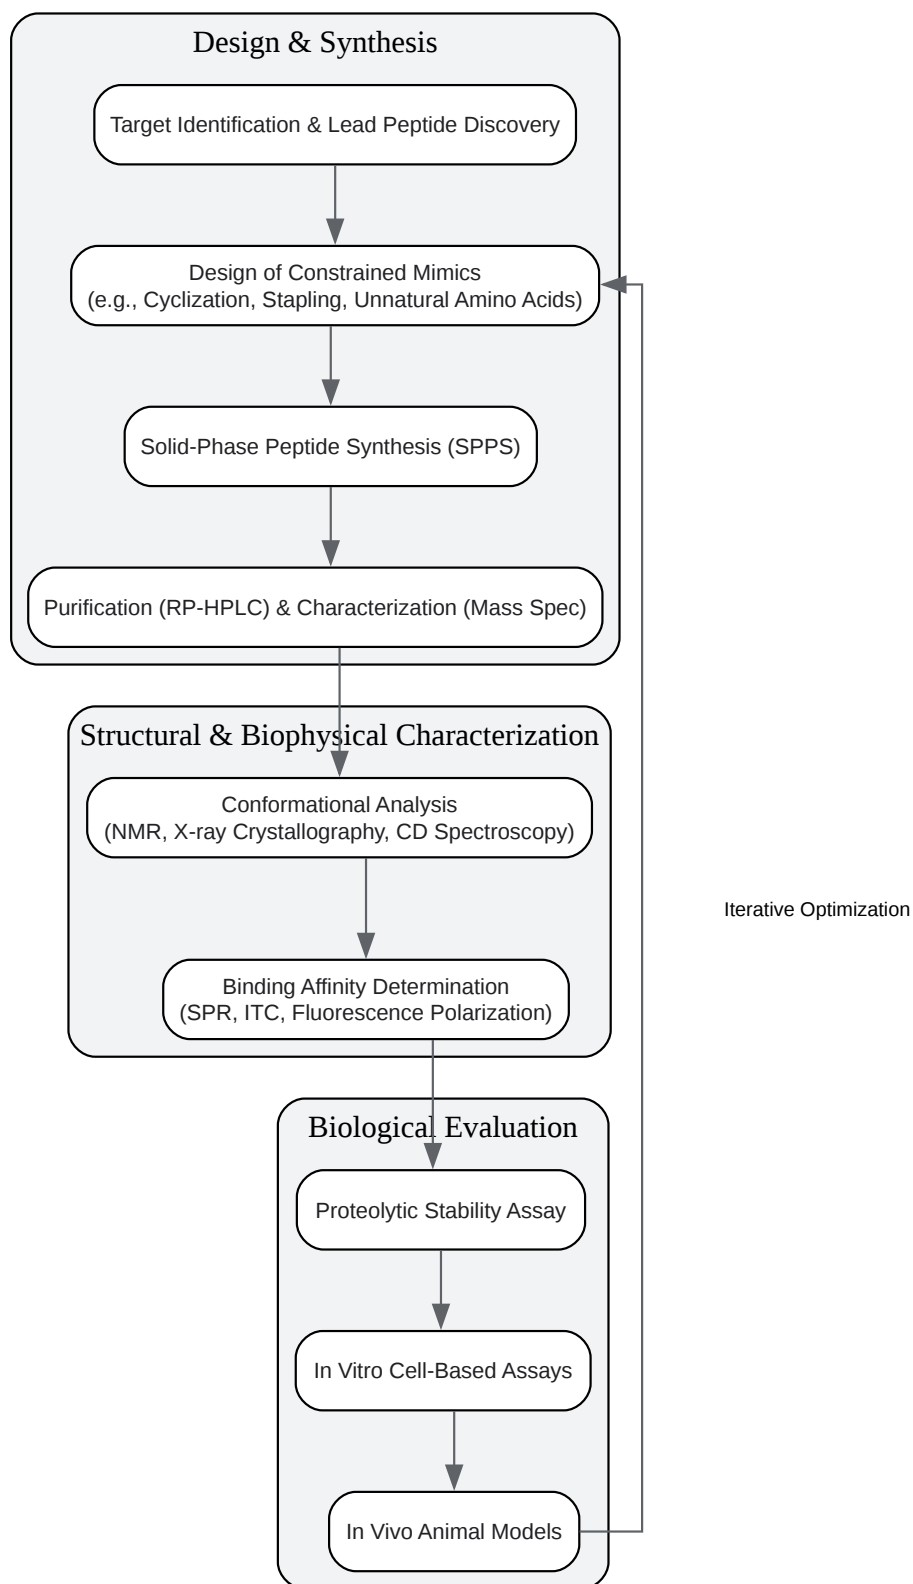 Design & Synthesis
Target Identification & Lead Peptide Discovery
Design of Constrained Mimics
(e.g., Cyclization, Stapling, Unnatural Amino Acids)
Solid-Phase Peptide Synthesis (SPPS)
Purification (RP-HPLC) & Characterization (Mass Spec)
Structural & Biophysical Characterization
Conformational Analysis
(NMR, X-ray Crystallography, CD Spectroscopy)
Iterative Optimization
Binding Affinity Determination
(SPR, ITC, Fluorescence Polarization)
Biological Evaluation
Proteolytic Stability Assay
In Vitro Cell-Based Assays
In Vivo Animal Models